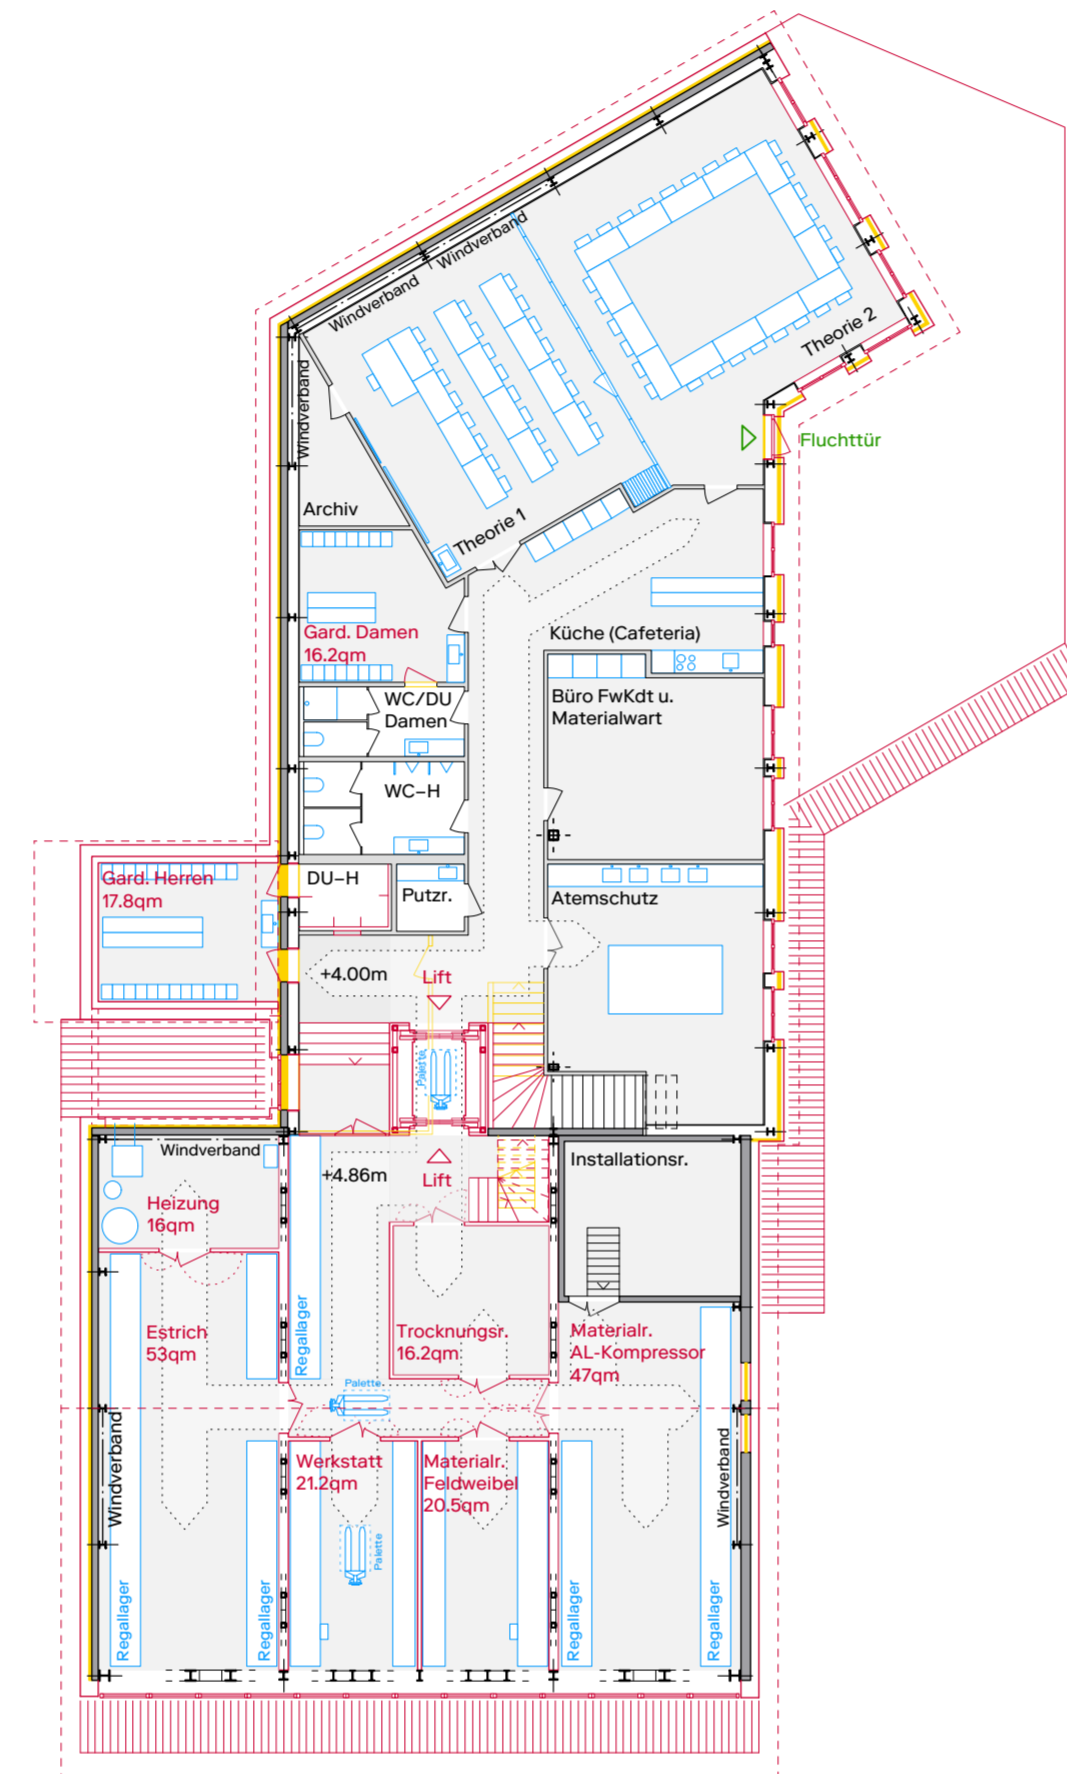 Windverband
Windverband
Windverband
Theorie 2
Fluchttür
Archiv
Theorie 1
Gard. Damen
16.2qm
Küche (Cafeteria)
WC/DU
Damen
Büro FwKdt u.
Materialwart
WC-H
Gard. Herren
17.8qm
DU-H
Putzr.
Atemschutz
+4.00m
Lift
Palette
Windverband
+4.86m
Lift
Installationsr.
Heizung
16qm
Regallager
Estrich
53qm
Trocknungsr.
16.2qm
Materialr.
AL-Kompressor
47qm
Palette
Windverband
Windverband
Werkstatt
21.2qm
Materialr.
Feldweibel
20.5qm
Palette
Regallager
Regallager
Regallager
Regallager